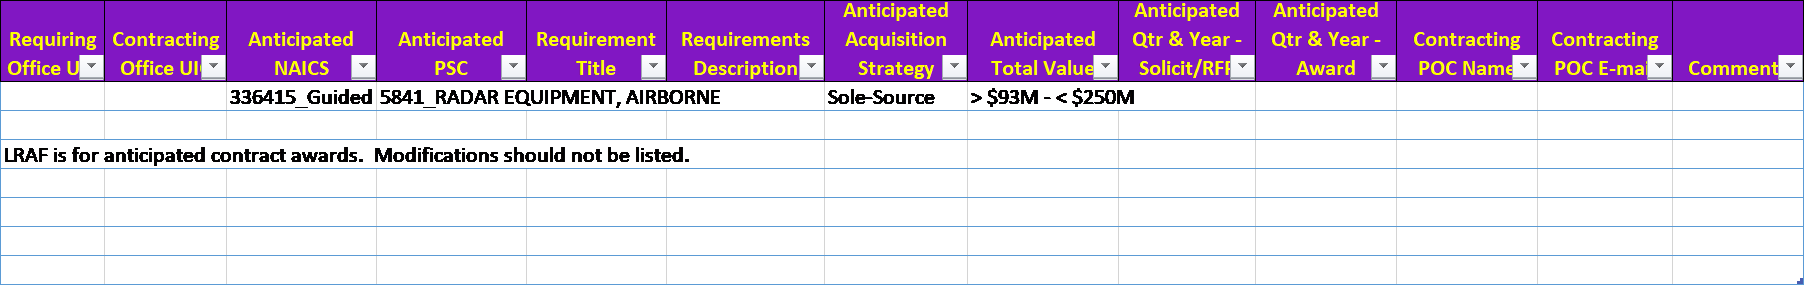 Requiring Office U
Contracting Office UI
Anticipated NAICS
Anticipated PSC
Requirement Title
Requirements Description
Anticipated Acquisition Strategy
Anticipated Total Value
Anticipated Qtr & Year - Solicit/RFP
Anticipated Qtr & Year - Award
Contracting POC Name
Contracting POC E-mai
Comment
336415_Guided 5841_RADAR EQUIPMENT, AIRBORNE Sole-Source > $93M - < $250M
LRAF is for anticipated contract awards.  Modifications should not be listed.